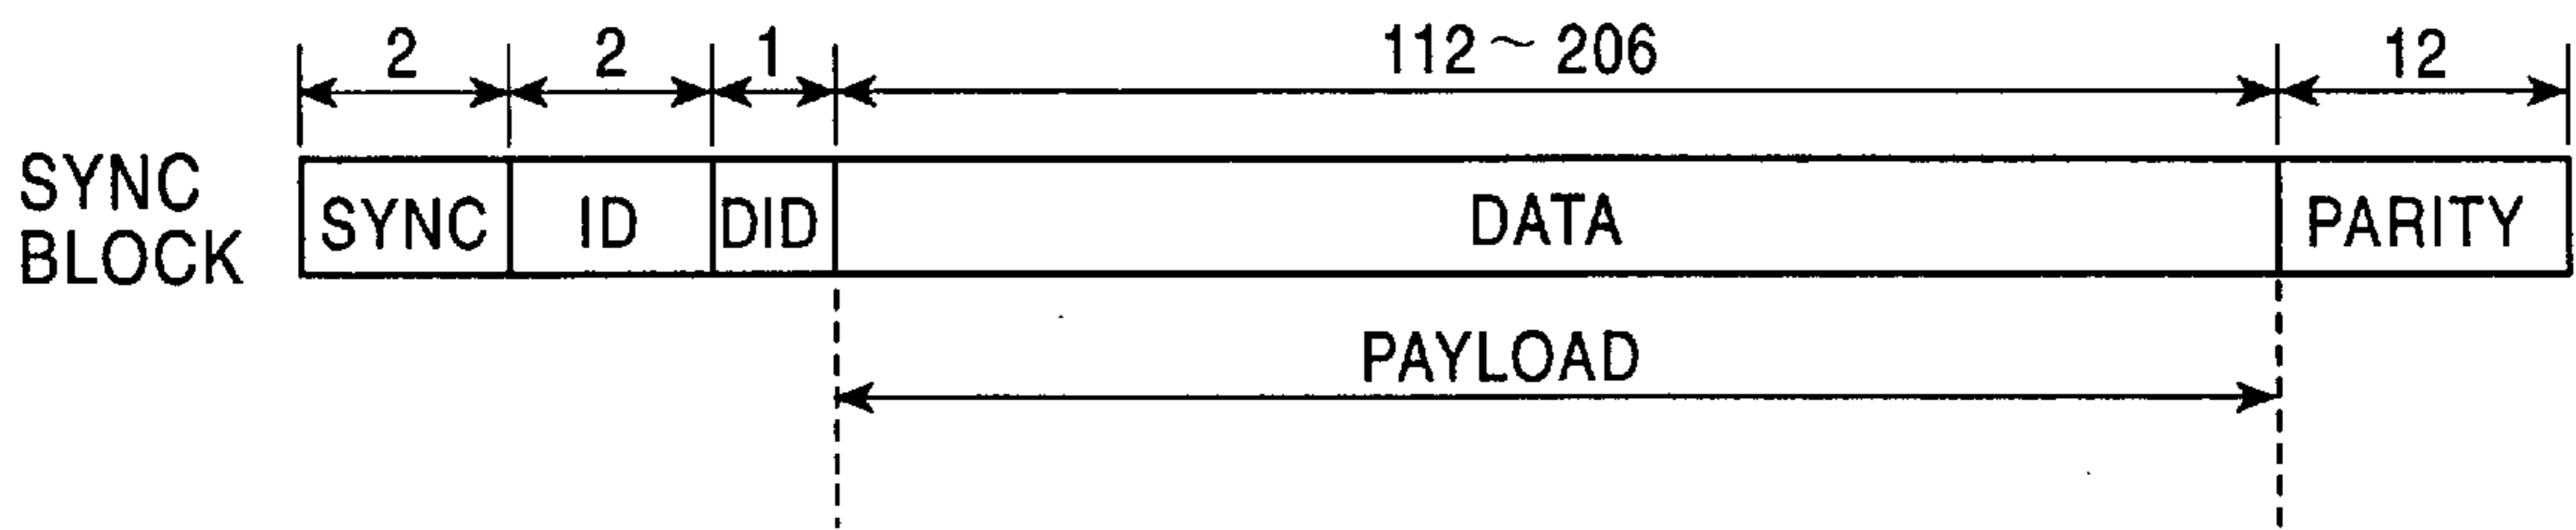 2 2 1 112~206 12
SYNC
BLOCK
SYNC ID DID DATA PARITY
PAYLOAD